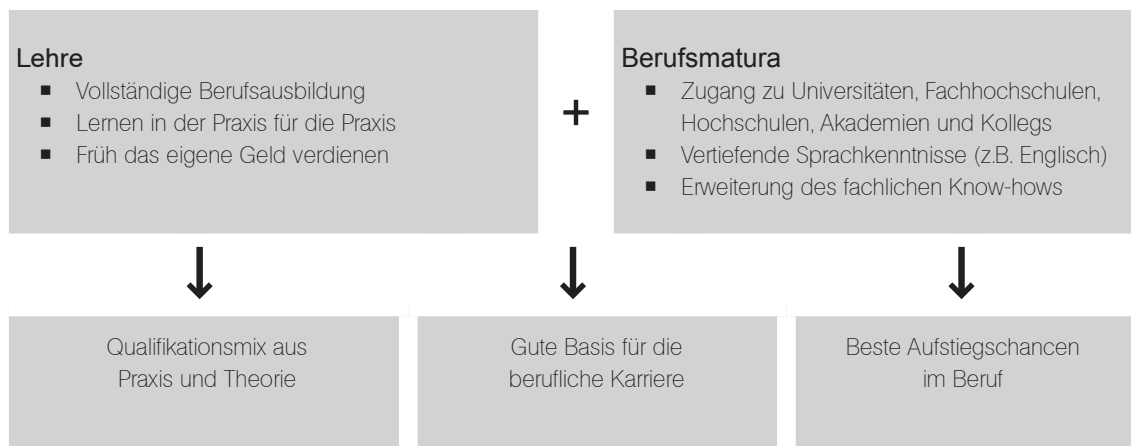 Lehre
■ Vollständige Berufsausbildung
■ Lernen in der Praxis für die Praxis
■ Früh das eigene Geld verdienen
+
Berufsmatura
■ Zugang zu Universitäten, Fachhochschulen,
Hochschulen, Akademien und Kollegs
■ Vertiefende Sprachkenntnisse (z.B. Englisch)
■ Erweiterung des fachlichen Know-hows
Qualifikationsmix aus
Praxis und Theorie
Gute Basis für die
berufliche Karriere
Beste Aufstiegschancen
im Beruf